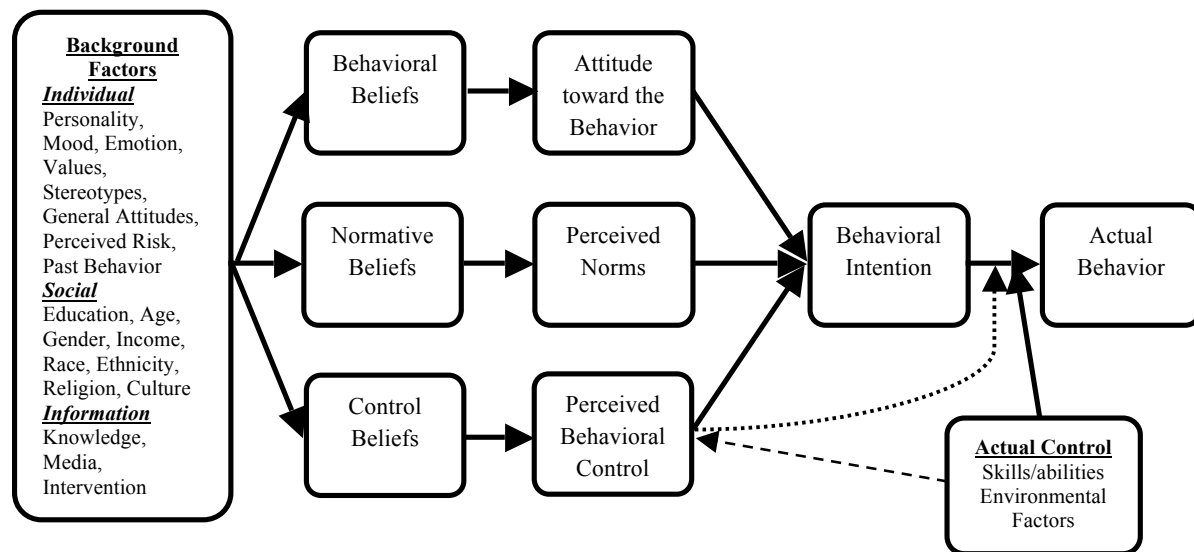 Background
Factors
Individual
Personality,
Mood, Emotion,
Values,
Stereotypes,
General Attitudes,
Perceived Risk,
Past Behavior
Social
Education, Age,
Gender, Income,
Race, Ethnicity,
Religion, Culture
Information
Knowledge,
Media,
Intervention
Behavioral
Beliefs
Attitude
toward the
Behavior
Normative
Beliefs
Perceived
Norms
Control
Beliefs
Perceived
Behavioral
Control
Behavioral
Intention
Actual
Behavior
Actual Control
Skills/abilities
Environmental
Factors